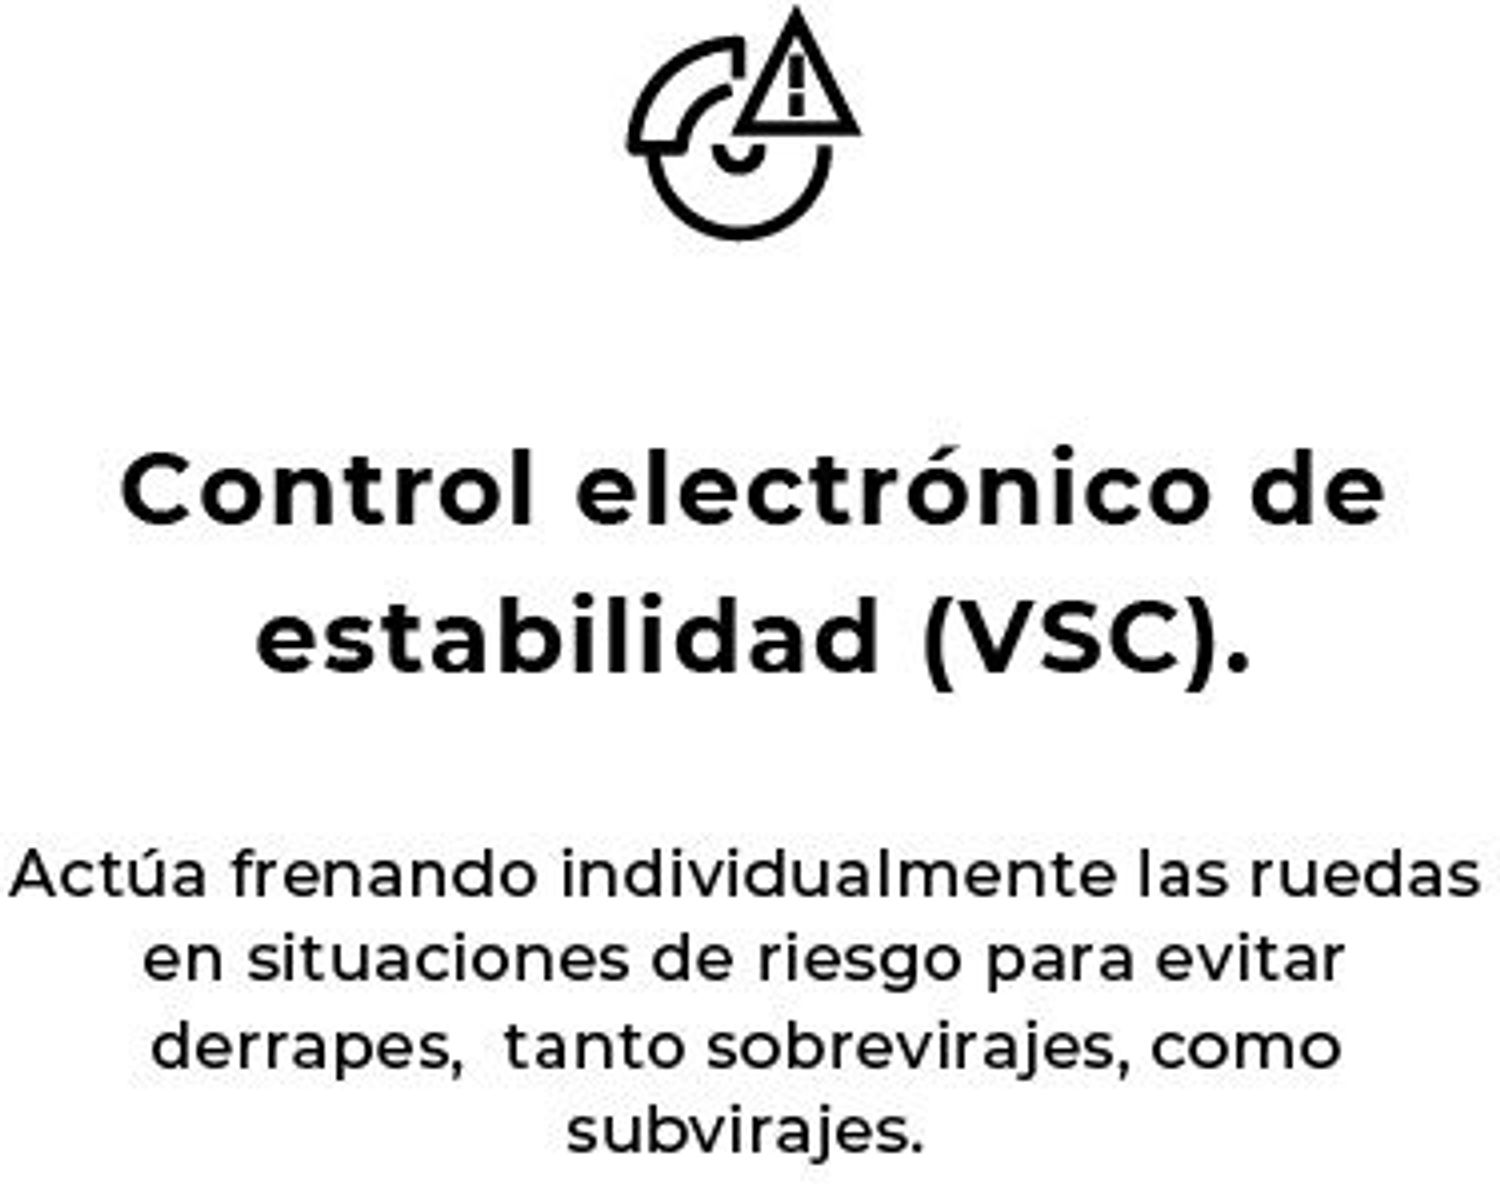 Control electrónico de
estabilidad (VSC).
Actúa frenando individualmente las ruedas
en situaciones de riesgo para evitar
derrapes,  tanto sobrevirajes, como
subvirajes.